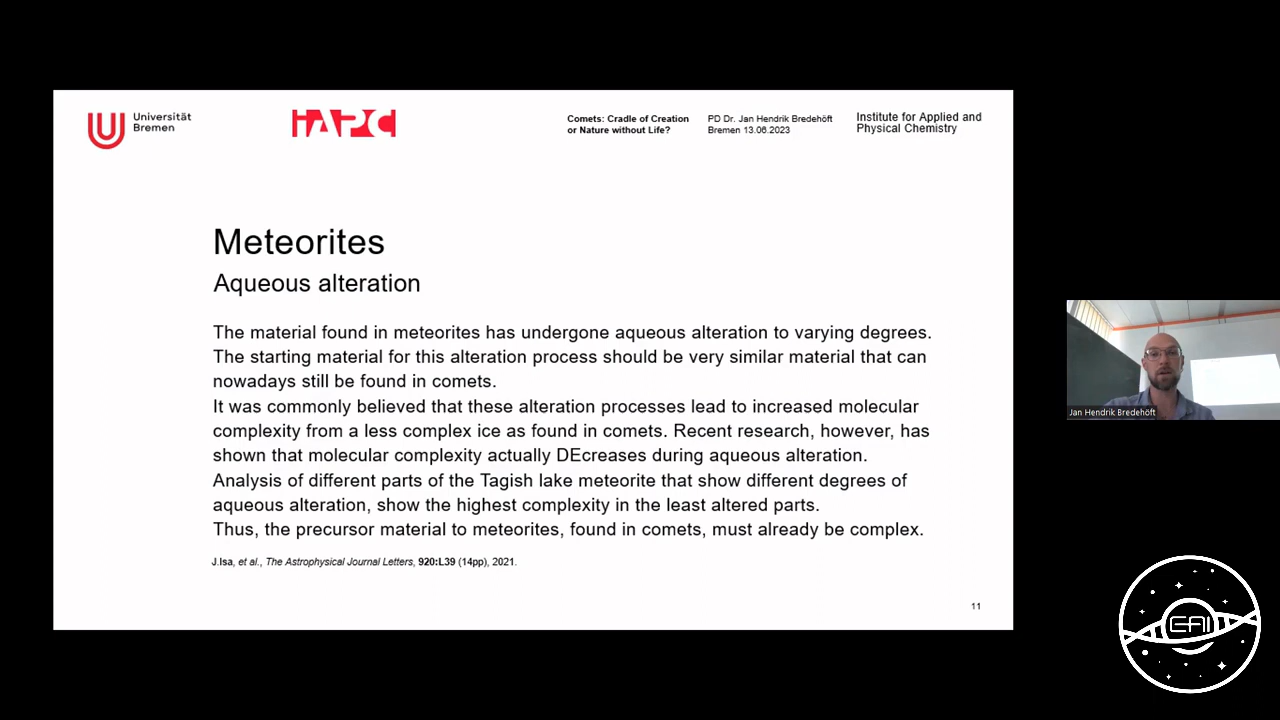 Universität
Bremen
iAPC
Comets: Cradle of Creation
or Nature without Life?
PD Dr. Jan Hendrik Bredehöft
Bremen 13.06.2023
Institute for Applied and
Physical Chemistry
Meteorites
Aqueous alteration
The material found in meteorites has undergone aqueous alteration to varying degrees.
The starting material for this alteration process should be very similar material that can
nowadays still be found in comets.
It was commonly believed that these alteration processes lead to increased molecular
complexity from a less complex ice as found in comets. Recent research, however, has
shown that molecular complexity actually DEcreases during aqueous alteration.
Analysis of different parts of the Tagish lake meteorite that show different degrees of
aqueous alteration, show the highest complexity in the least altered parts.
Thus, the precursor material to meteorites, found in comets, must already be complex.
J.Isa, et al., The Astrophysical Journal Letters, 920:L39 (14pp), 2021.
11
Jan Hendrik Bredehöft
EAI